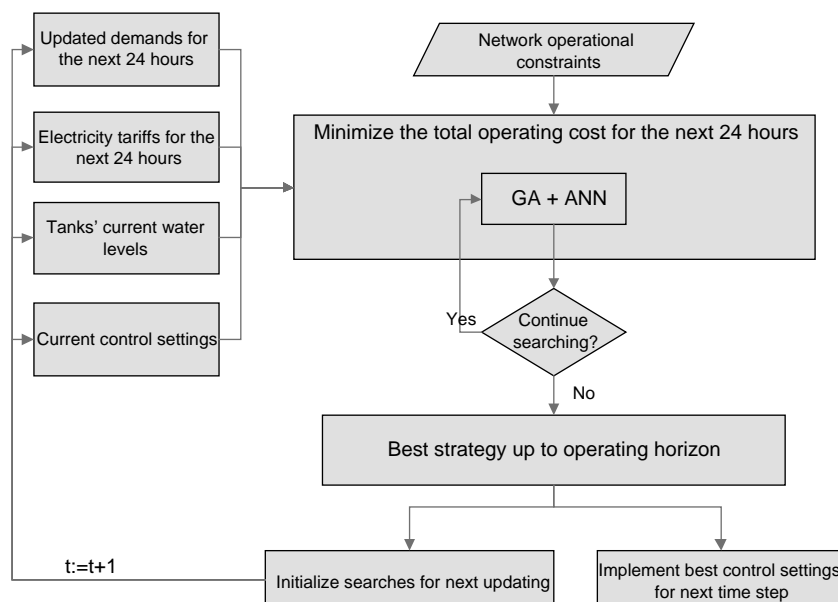 Updated demands for
the next 24 hours
Network operational
constraints
Electricity tariffs for the
next 24 hours
Minimize the total operating cost for the next 24 hours
GA + ANN
Tanks’ current water
levels
Current control settings
Yes
Continue
searching?
No
Best strategy up to operating horizon
t:=t+1
Initialize searches for next updating
Implement best control settings
for next time step